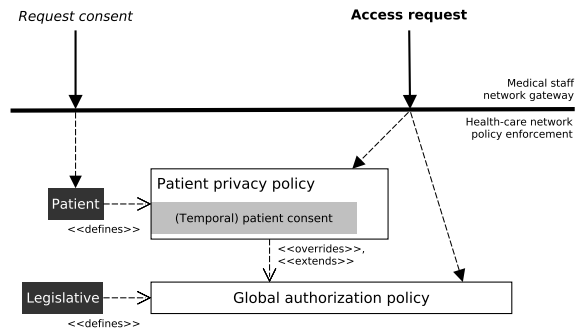 Request consent
Access request
Medical staff
network gateway
Health-care network
policy enforcement
Patient privacy policy
(Temporal) patient consent
Patient
<<defines>>
<<overrides>>,
<<extends>>
Legislative
Global authorization policy
<<defines>>